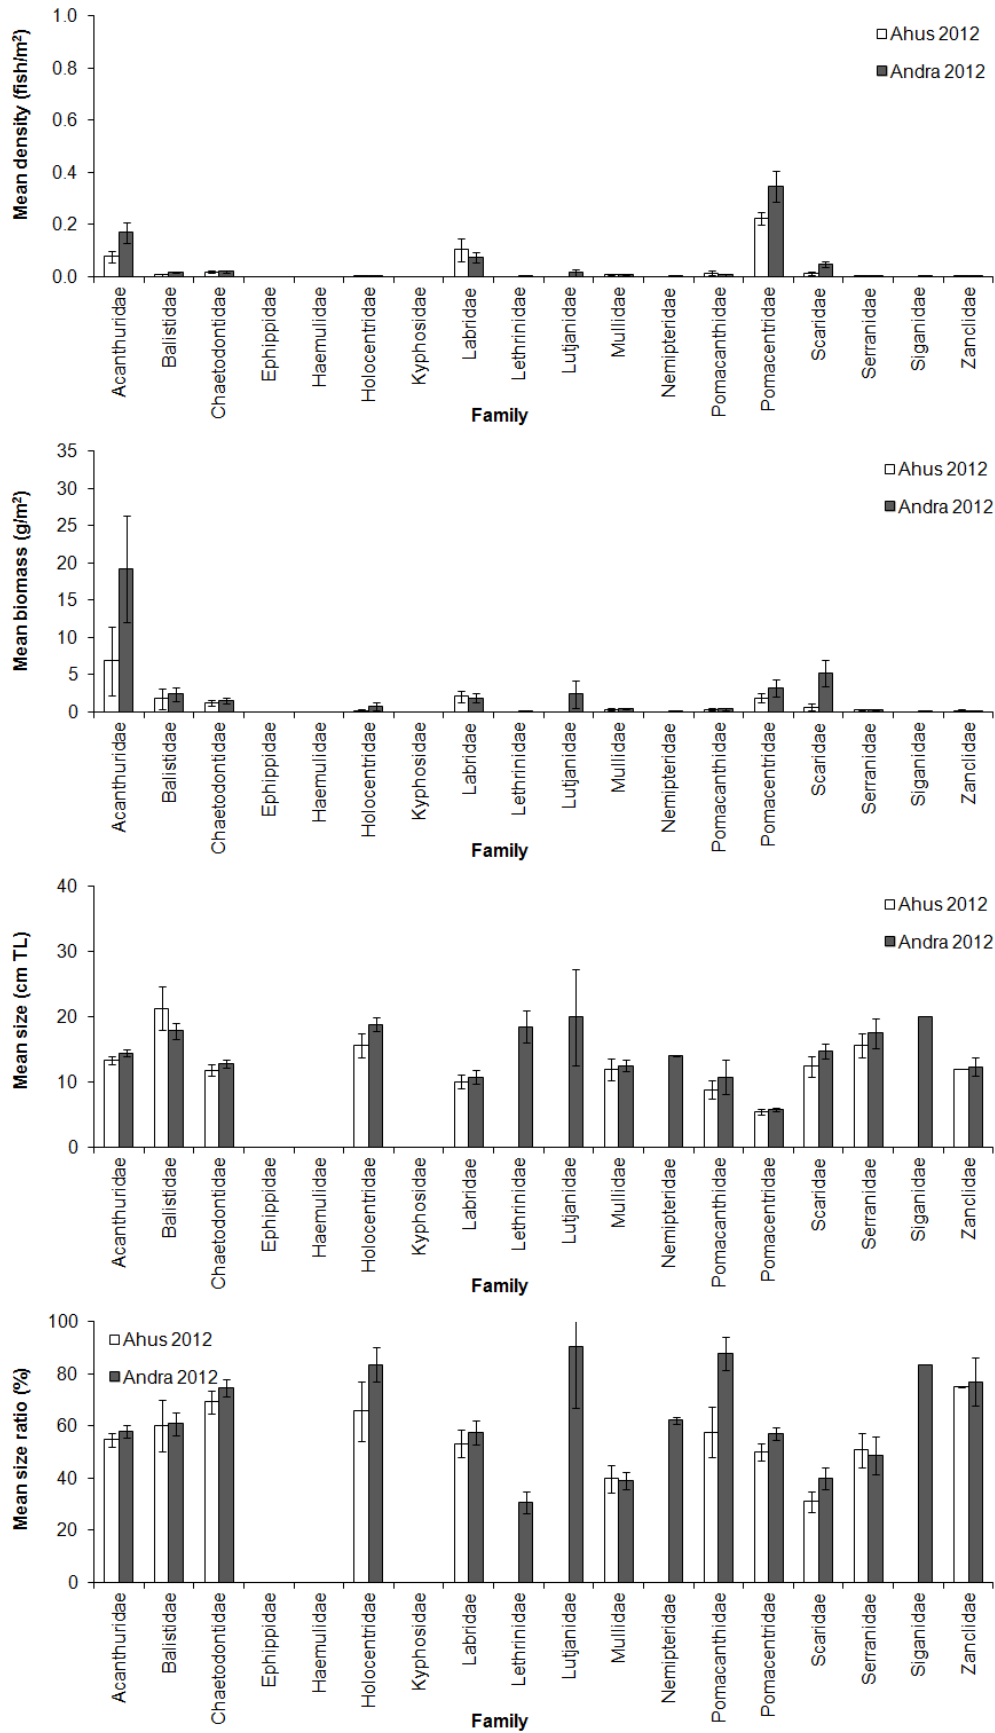 Mean density (fish/m²)
1.0
0.8
0.6
0.4
0.2
0.0
Ahus 2012
Andra 2012
Acanthuridae
Balistidae
Chaetodontidae
Ephippidae
Haemulidae
Holocentridae
Kyphosidae
Labridae
Lethrinidae
Lutjanidae
Mullidae
Nemipteridae
Pomacanthidae
Pomacentridae
Scaridae
Serranidae
Siganidae
Zanclidae
Family
Mean biomass (g/m²)
35
30
25
20
15
10
5
0
Ahus 2012
Andra 2012
Acanthuridae
Balistidae
Chaetodontidae
Ephippidae
Haemulidae
Holocentridae
Kyphosidae
Labridae
Lethrinidae
Lutjanidae
Mullidae
Nemipteridae
Pomacanthidae
Pomacentridae
Scaridae
Serranidae
Siganidae
Zanclidae
Family
Mean size (cm TL)
40
30
20
10
0
Ahus 2012
Andra 2012
Acanthuridae
Balistidae
Chaetodontidae
Ephippidae
Haemulidae
Holocentridae
Kyphosidae
Labridae
Lethrinidae
Lutjanidae
Mullidae
Nemipteridae
Pomacanthidae
Pomacentridae
Scaridae
Serranidae
Siganidae
Zanclidae
Family
Mean size ratio (%)
100
80
60
40
20
0
Ahus 2012
Andra 2012
Acanthuridae
Balistidae
Chaetodontidae
Ephippidae
Haemulidae
Holocentridae
Kyphosidae
Labridae
Lethrinidae
Lutjanidae
Mullidae
Nemipteridae
Pomacanthidae
Pomacentridae
Scaridae
Serranidae
Siganidae
Zanclidae
Family